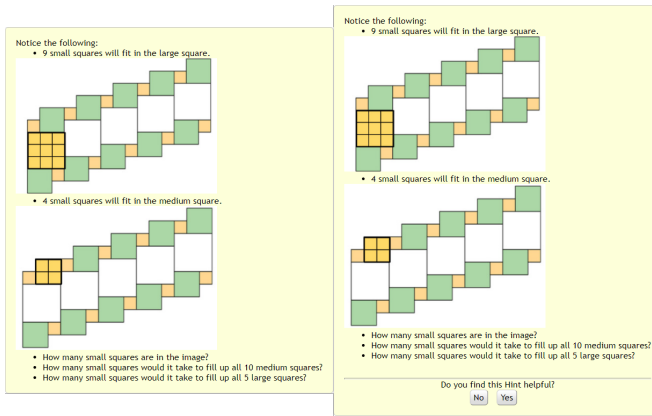 Notice the following:
• 9 small squares will fit in the large square.
• 4 small squares will fit in the medium square.
• How many small squares are in the image?
• How many small squares would it take to fill up all 10 medium squares?
• How many small squares would it take to fill up all 5 large squares?
Notice the following:
• 9 small squares will fit in the large square.
• 4 small squares will fit in the medium square.
• How many small squares are in the image?
• How many small squares would it take to fill up all 10 medium squares?
• How many small squares would it take to fill up all 5 large squares?
Do you find this Hint helpful?
No Yes